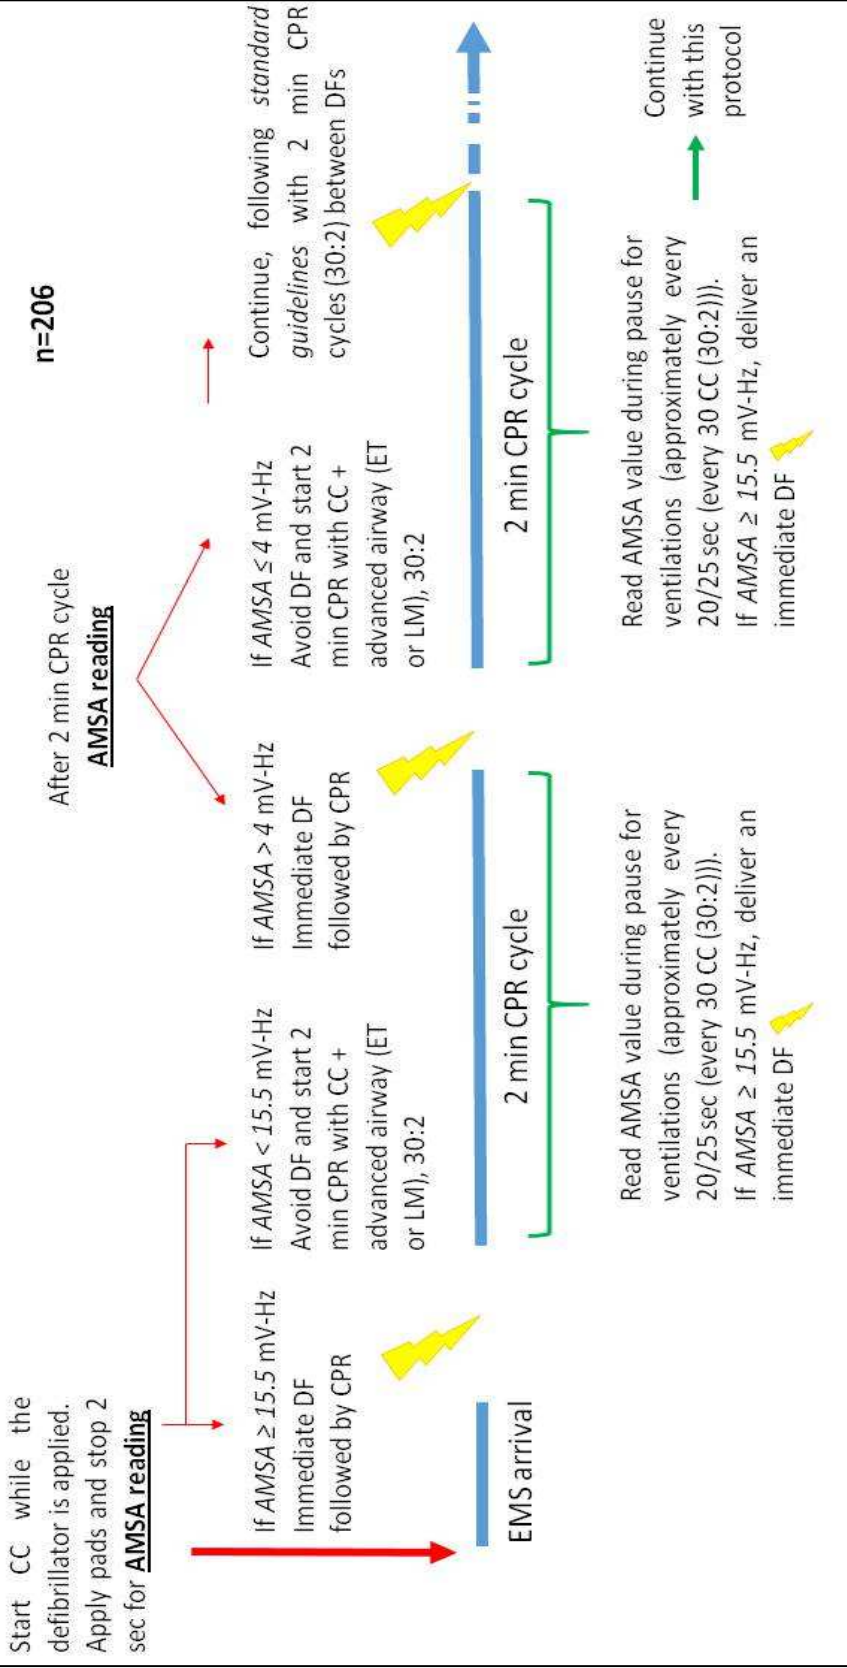 Start CC while the
defibrillator is applied.
Apply pads and stop 2
sec for AMSA reading
After 2 min CPR cycle
AMSA reading
n=206
If AMSA ≥ 15.5 mV-Hz
Immediate DF
followed by CPR
If AMSA < 15.5 mV-Hz
Avoid DF and start 2
min CPR with CC +
advanced airway (ET
or LM), 30:2
If AMSA > 4 mV-Hz
Immediate DF
followed by CPR
If AMSA ≤ 4 mV-Hz
Avoid DF and start 2
min CPR with CC +
advanced airway (ET
or LM), 30:2
Continue, following standard
guidelines with 2 min CPR
cycles (30:2) between DFs
EMS arrival
2 min CPR cycle
2 min CPR cycle
Read AMSA value during pause for
ventilations (approximately every
20/25 sec (every 30 CC (30:2))).
If AMSA ≥ 15.5 mV-Hz, deliver an
immediate DF
Read AMSA value during pause for
ventilations (approximately every
20/25 sec (every 30 CC (30:2))).
If AMSA ≥ 15.5 mV-Hz, deliver an
immediate DF
Continue
with this
protocol